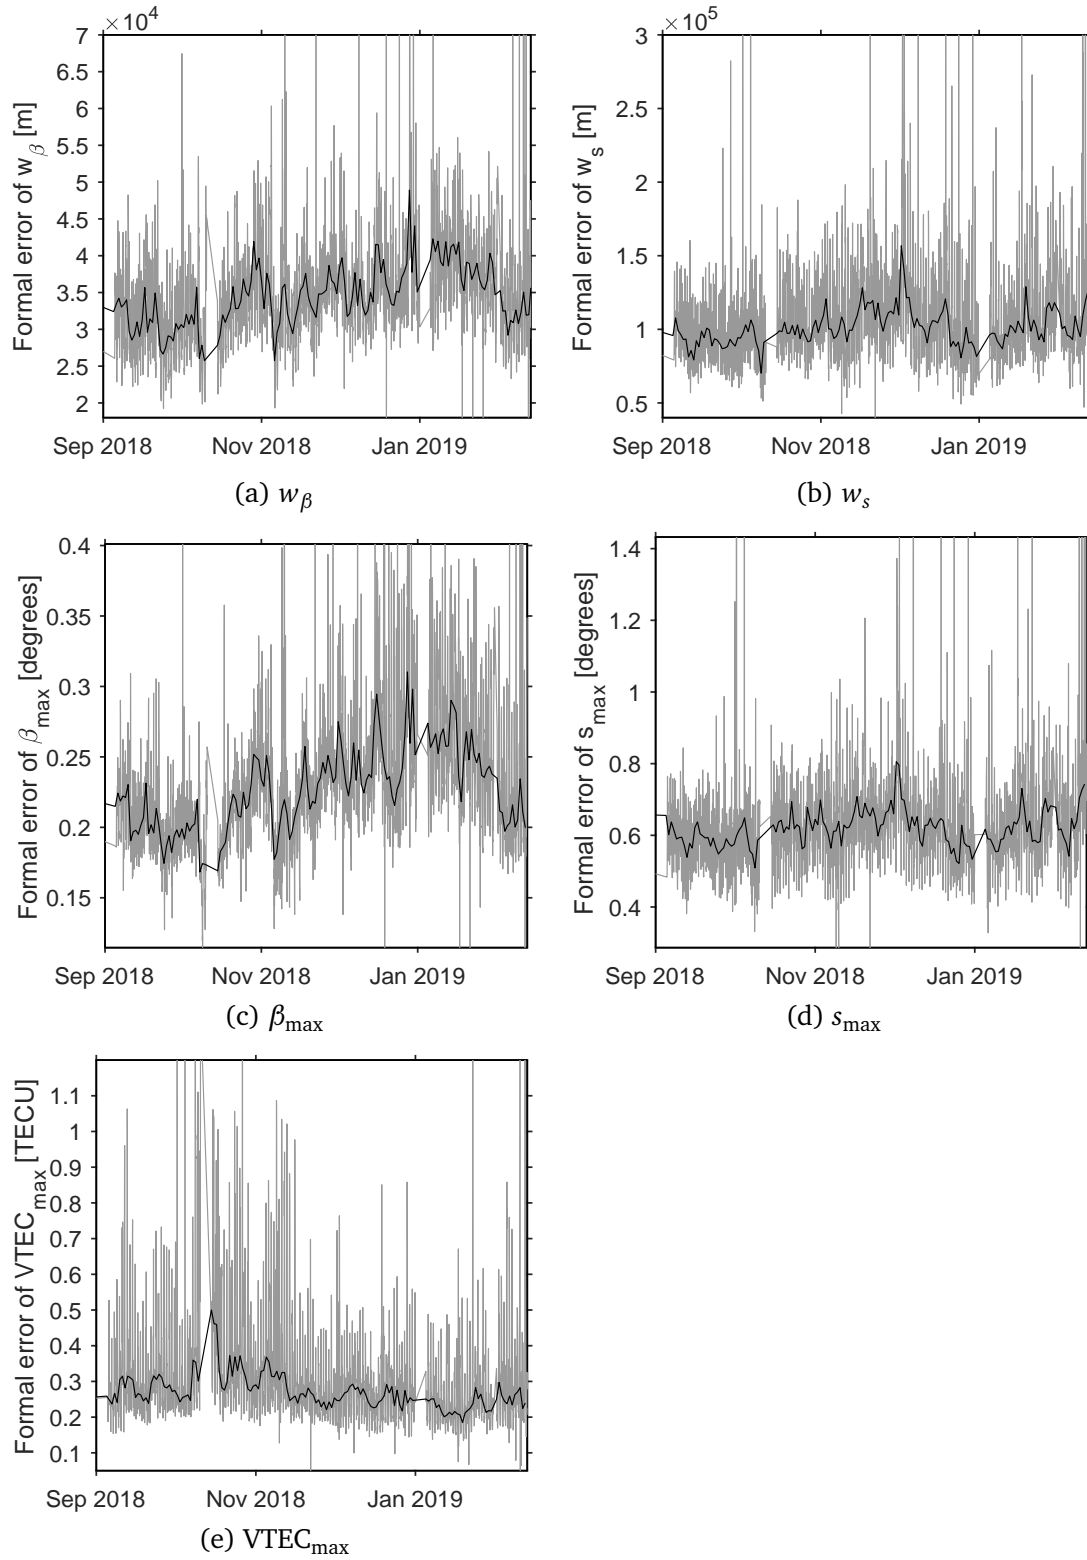 ×10⁴
7
6.5
6
5.5
5
4.5
4
3.5
3
2.5
2
Formal error of w_β [m]
Sep 2018 Nov 2018 Jan 2019
(a) w_β
×10⁵
3
2.5
2
1.5
1
0.5
Formal error of w_s [m]
Sep 2018 Nov 2018 Jan 2019
(b) w_s
0.4
0.35
0.3
0.25
0.2
0.15
Formal error of β_max [degrees]
Sep 2018 Nov 2018 Jan 2019
(c) β_max
1.4
1.2
1
0.8
0.6
0.4
Formal error of s_max [degrees]
Sep 2018 Nov 2018 Jan 2019
(d) s_max
1.1
1
0.9
0.8
0.7
0.6
0.5
0.4
0.3
0.2
0.1
Formal error of VTEC_max [TECU]
Sep 2018 Nov 2018 Jan 2019
(e) VTEC_max